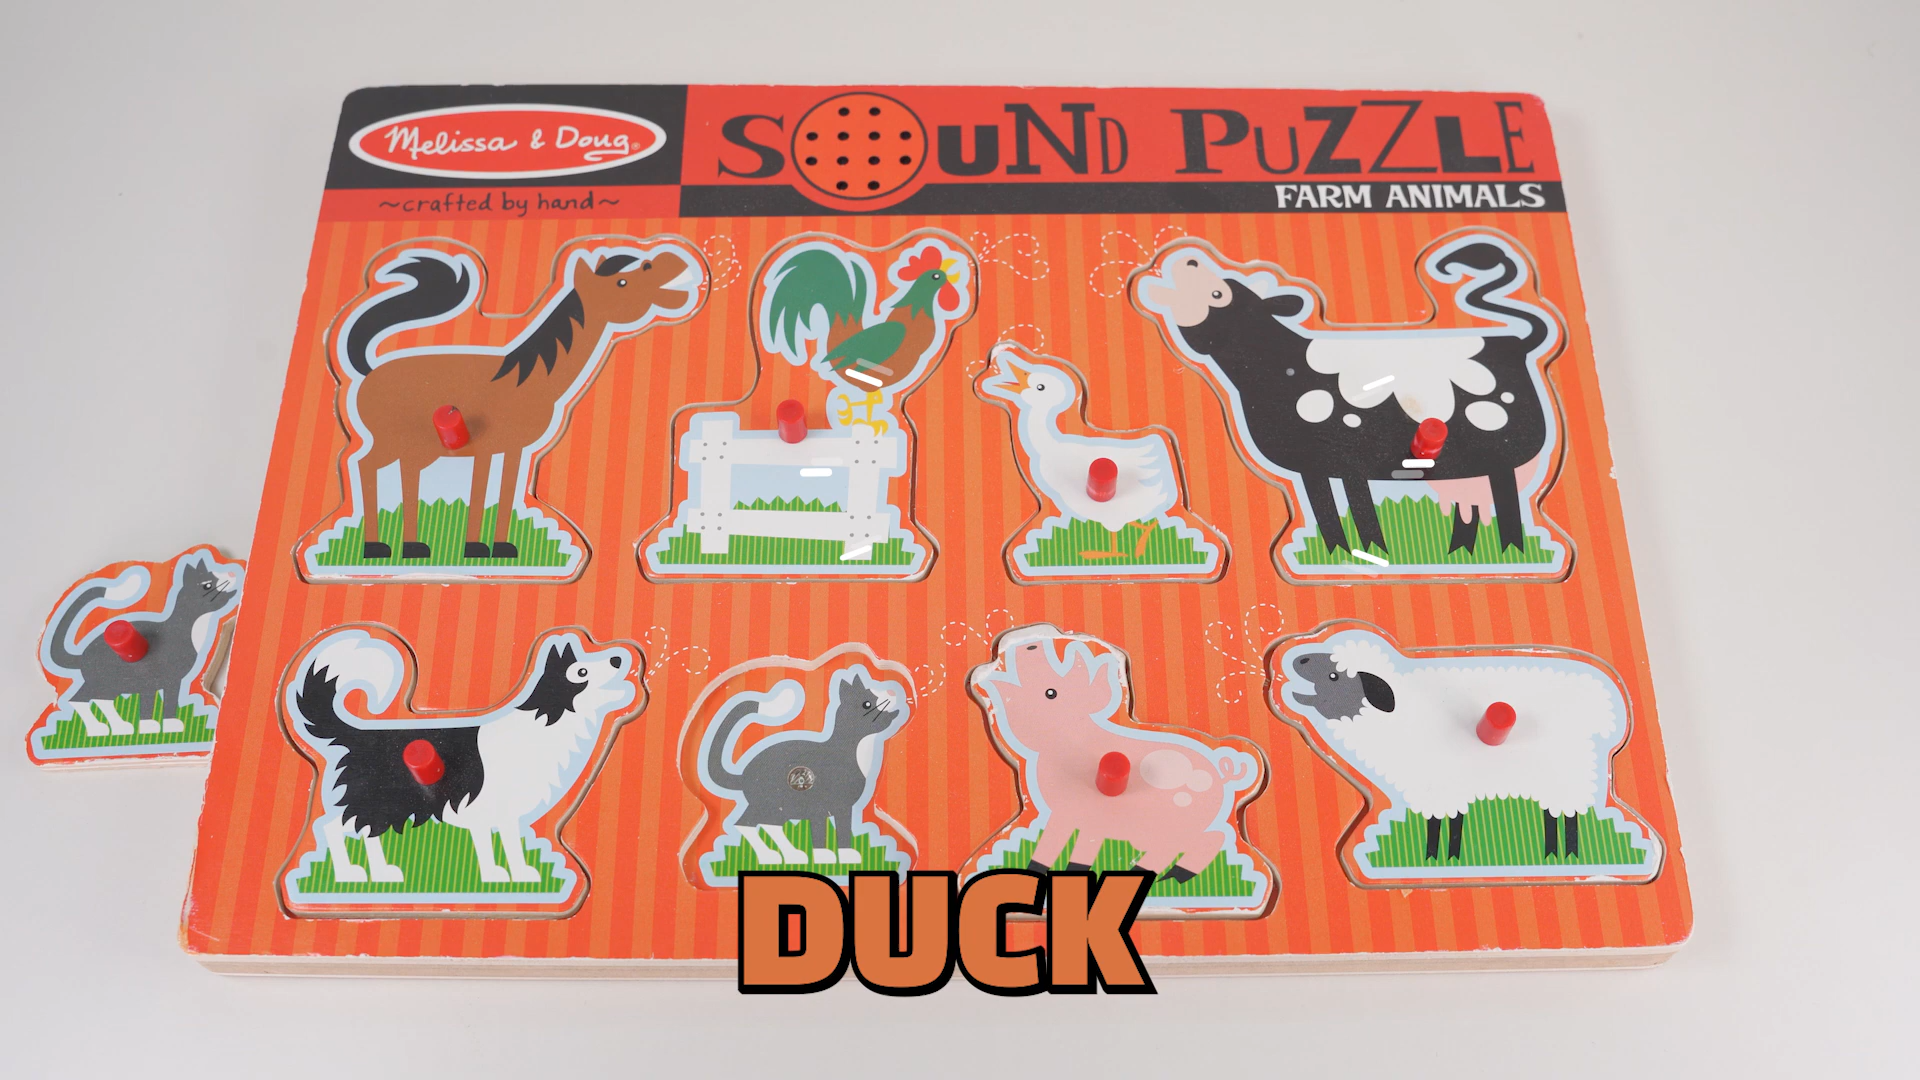 Melissa & Doug®
~crafted by hand~
SOUND PUZZLE
FARM ANIMALS
DUCK